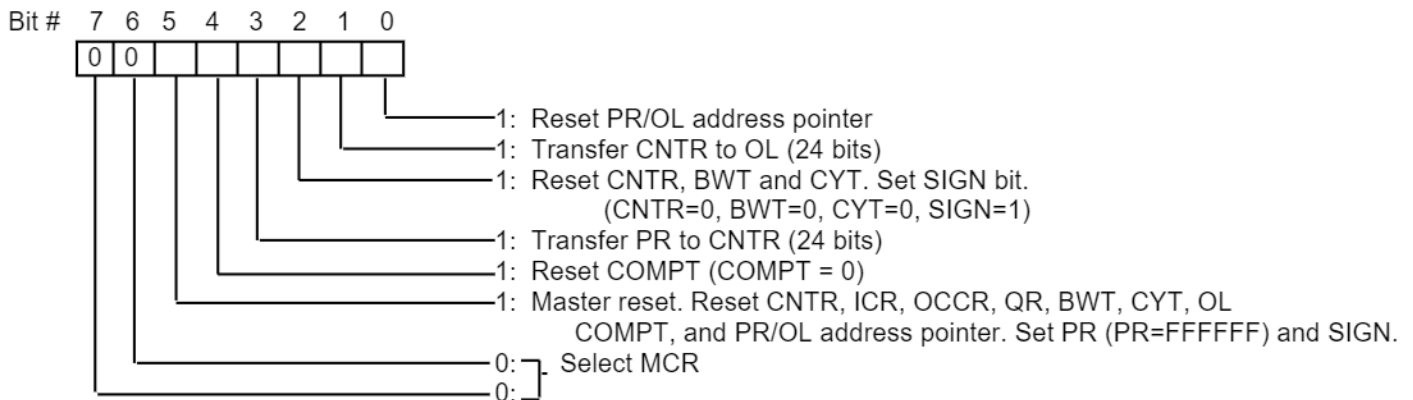 Bit # 7 6 5 4 3 2 1 0
0 0
1: Reset PR/OL address pointer
1: Transfer CNTR to OL (24 bits)
1: Reset CNTR, BWT and CYT. Set SIGN bit.
(CNTR=0, BWT=0, CYT=0, SIGN=1)
1: Transfer PR to CNTR (24 bits)
1: Reset COMPT (COMPT = 0)
1: Master reset. Reset CNTR, ICR, OCCR, QR, BWT, CYT, OL
COMPT, and PR/OL address pointer. Set PR (PR=FFFFFF) and SIGN.
0: Select MCR
0: